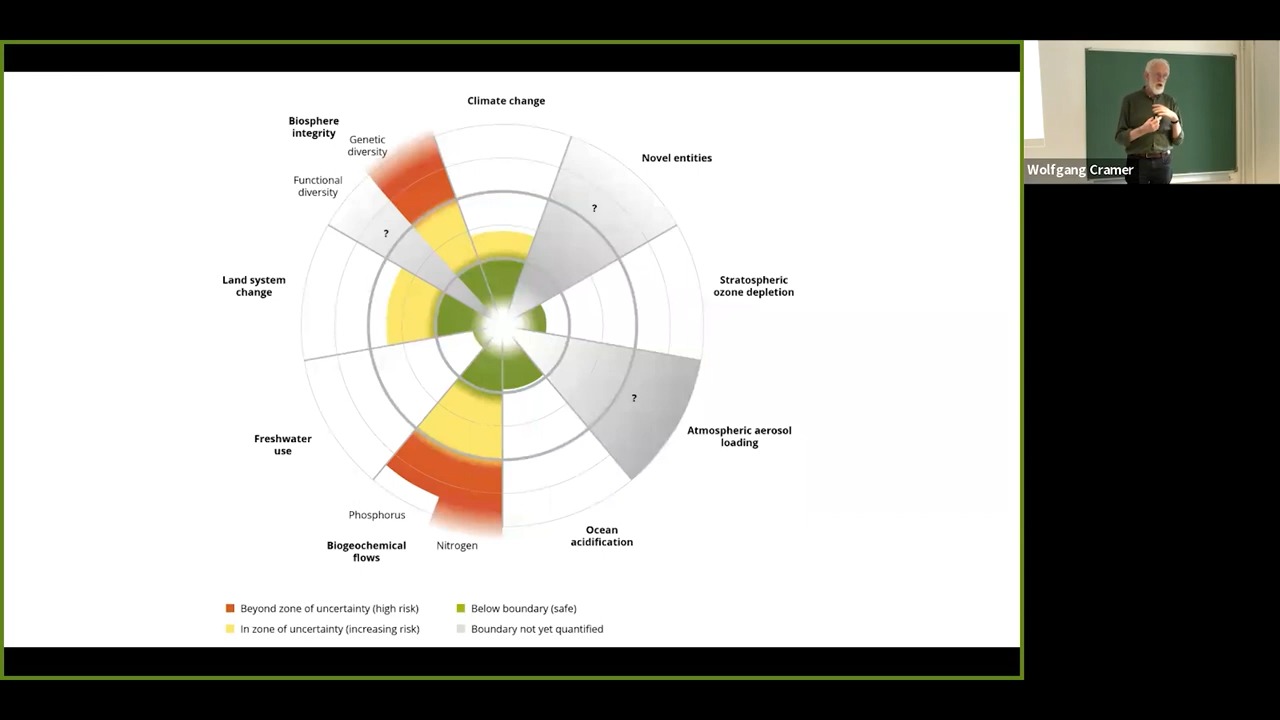 Climate change
Biosphere
integrity
Genetic
diversity
Novel entities
Functional
diversity
?
?
Land system
change
Stratospheric
ozone depletion
?
Atmospheric aerosol
loading
Freshwater
use
Phosphorus
Ocean
acidification
Biogeochemical
flows
Nitrogen
Beyond zone of uncertainty (high risk)
Below boundary (safe)
In zone of uncertainty (increasing risk)
Boundary not yet quantified
Wolfgang Cramer